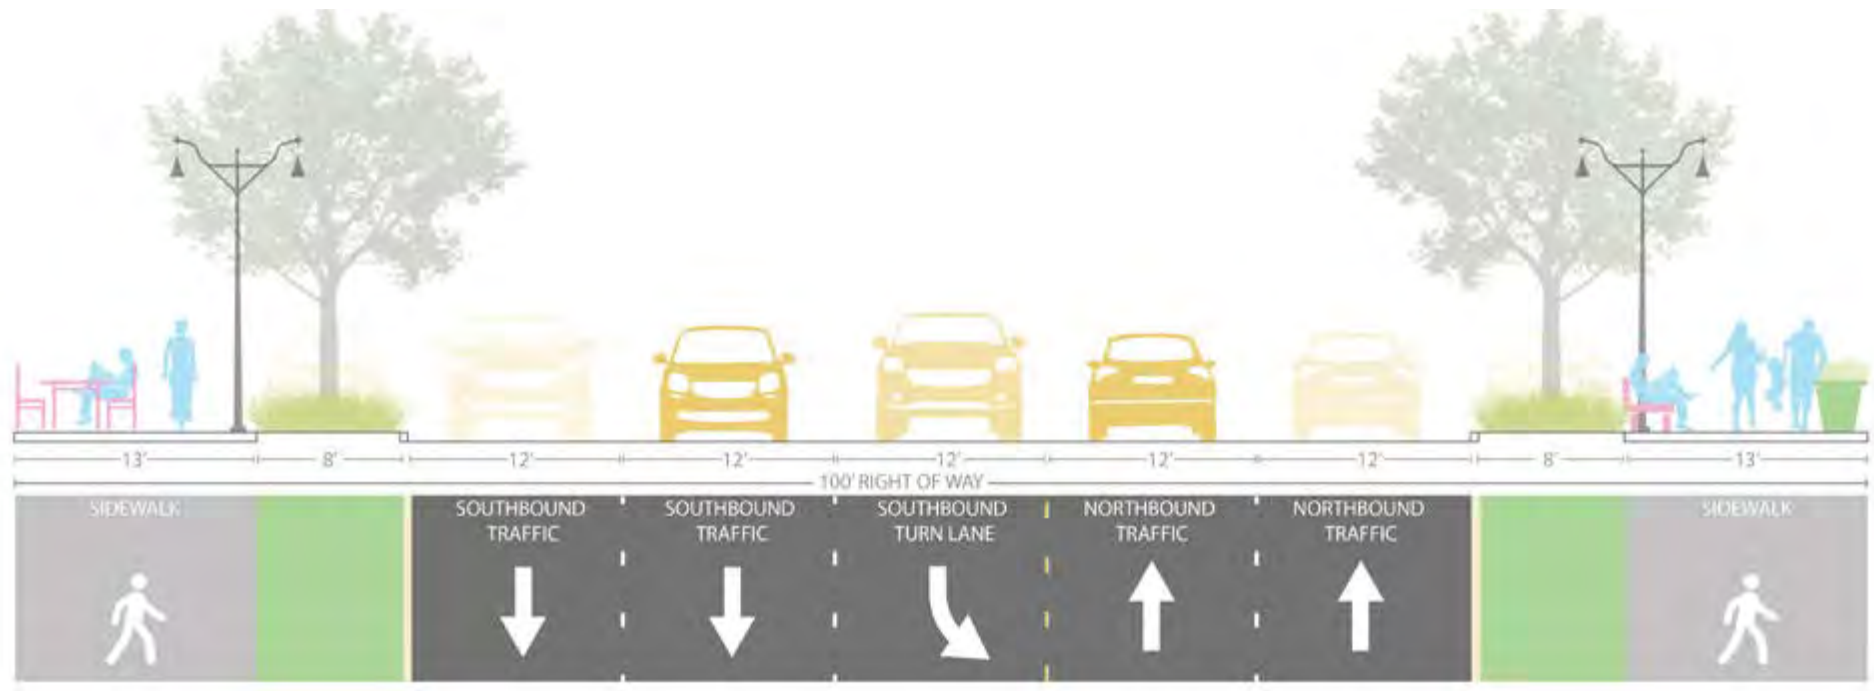 13' 8' 12' 12' 12' 12' 12' 8' 13'
100' RIGHT OF WAY
SIDEWALK
SOUTHBOUND
TRAFFIC
SOUTHBOUND
TRAFFIC
SOUTHBOUND
TURN LANE
NORTHBOUND
TRAFFIC
NORTHBOUND
TRAFFIC
SIDEWALK